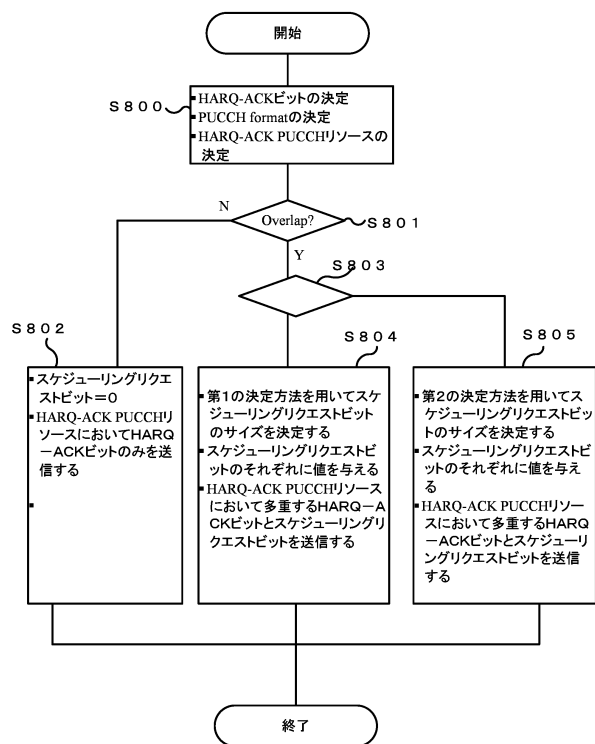 開始
S800
▪HARQ-ACKビットの決定
▪PUCCH formatの決定
▪HARQ-ACK PUCCHリソースの
決定
N
Overlap?
S801
Y
S803
S802
S804
S805
▪スケジューリングリクエ
ストビット=0
▪HARQ-ACK PUCCHリ
ソースにおいてHARQ
-ACKビットのみを送
信する
▪
▪第1の決定方法を用いてスケ
ジューリングリクエストビット
のサイズを決定する
▪スケジューリングリクエストビ
ットのそれぞれに値を与える
▪HARQ-ACK PUCCHリソース
において多重するHARQ-A
CKビットとスケジューリングリ
クエストビットを送信する
▪第2の決定方法を用いてス
ケジューリングリクエストビッ
トのサイズを決定する
▪スケジューリングリクエスト
ビットのそれぞれに値を与え
る
▪HARQ-ACK PUCCHリソー
スにおいて多重するHARQ
-ACKビットとスケジューリ
ングリクエストビットを送信
する
終了